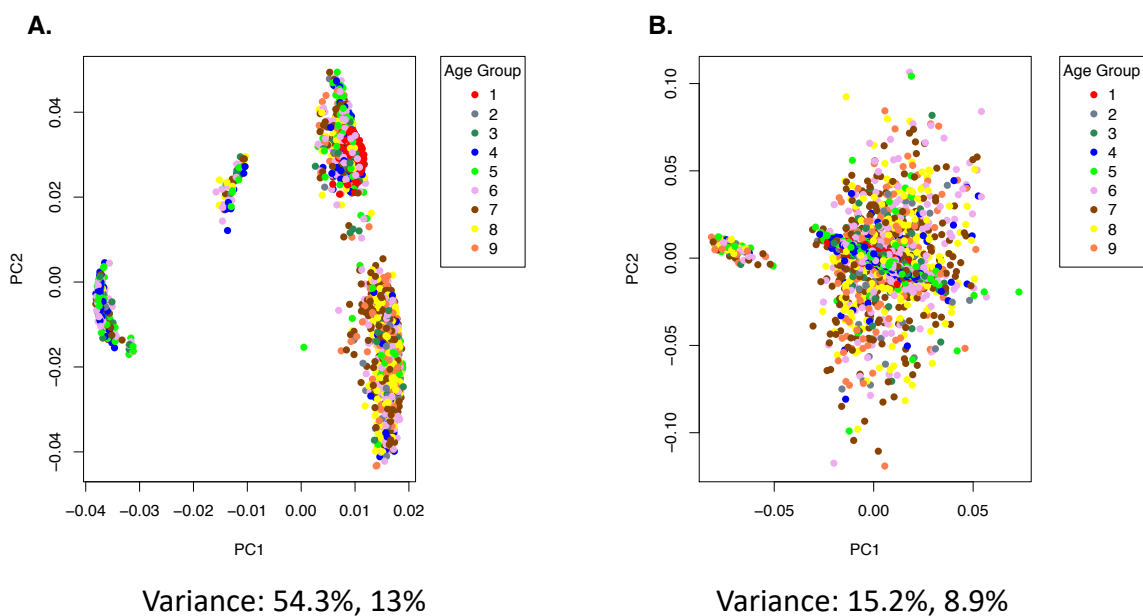 A.
Age Group
1
2
3
4
5
6
7
8
9
0.04
0.02
0.00
−0.02
−0.04
PC2
−0.04 −0.03 −0.02 −0.01 0.00 0.01 0.02
PC1
Variance: 54.3%, 13%
B.
Age Group
1
2
3
4
5
6
7
8
9
0.10
0.05
0.00
−0.05
−0.10
PC2
−0.05 0.00 0.05
PC1
Variance: 15.2%, 8.9%